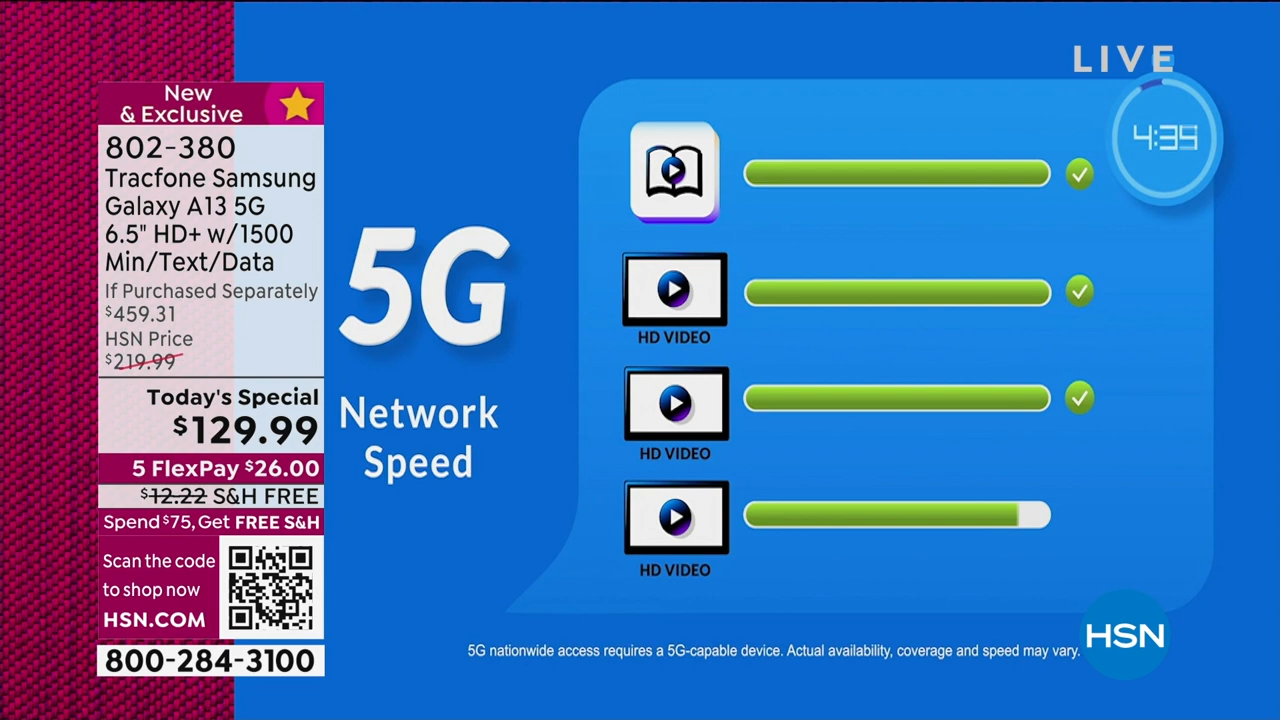 LIVE
4:39
New
& Exclusive
802-380
Tracfone Samsung
Galaxy A13 5G
6.5" HD+ w/1500
Min/Text/Data
If Purchased Separately
$459.31
HSN Price
$219.99
Today's Special
$129.99
5 FlexPay $26.00
$12.22 S&H FREE
Spend $75, Get FREE S&H
Scan the code
to shop now
HSN.COM
800-284-3100
5G
Network
Speed
HD VIDEO
HD VIDEO
HD VIDEO
5G nationwide access requires a 5G-capable device. Actual availability, coverage and speed may vary.
HSN